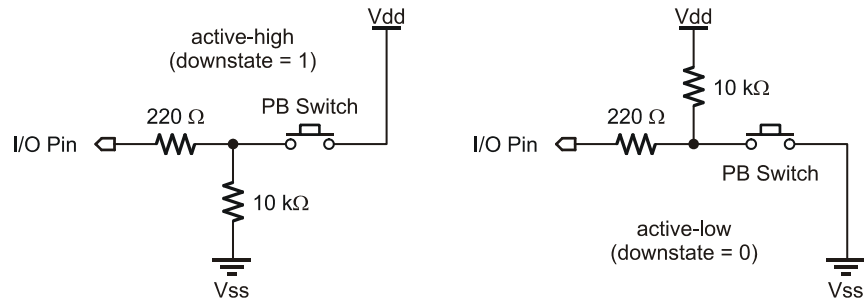 Vdd
active-high
(downstate = 1)
220 Ω
PB Switch
I/O Pin
10 kΩ
Vss
Vdd
10 kΩ
220 Ω
I/O Pin
PB Switch
active-low
(downstate = 0)
Vss